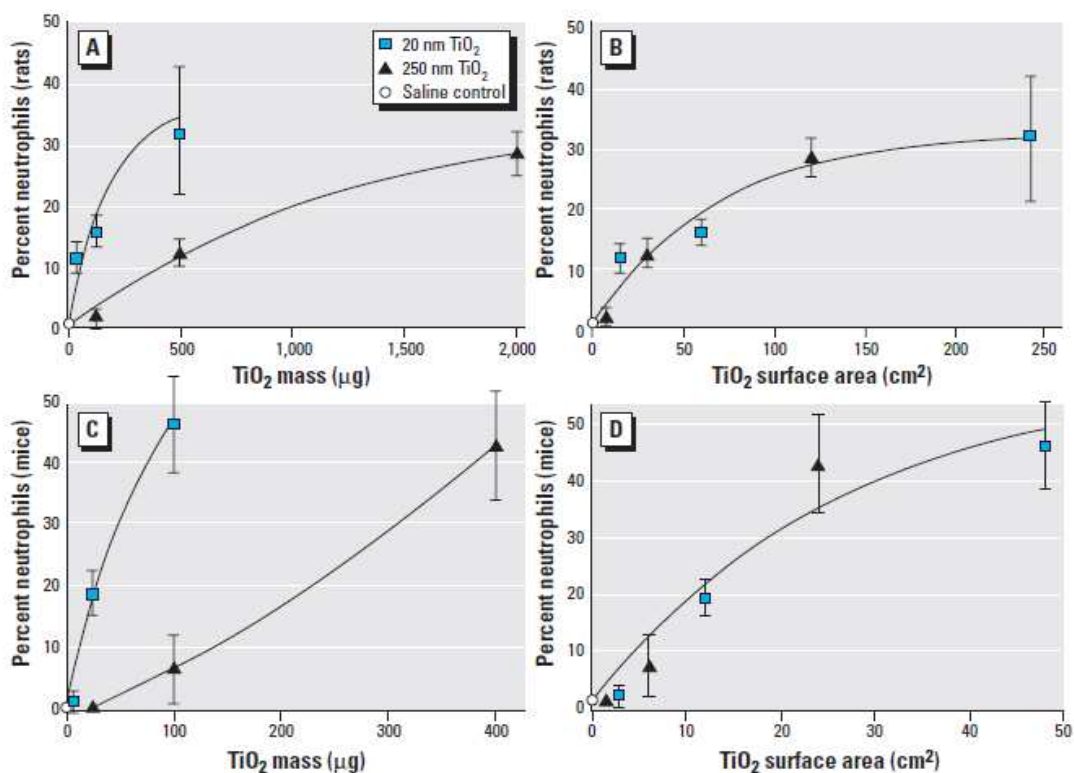 A
20 nm TiO2
250 nm TiO2
Saline control
Percent neutrophils (rats)
50
40
30
20
10
0
0 500 1,000 1,500 2,000
TiO2 mass (µg)
B
Percent neutrophils (rats)
50
40
30
20
10
0
0 50 100 150 200 250
TiO2 surface area (cm2)
C
Percent neutrophils (mice)
50
40
30
20
10
0
0 100 200 300 400
TiO2 mass (µg)
D
Percent neutrophils (mice)
50
40
30
20
10
0
0 10 20 30 40 50
TiO2 surface area (cm2)